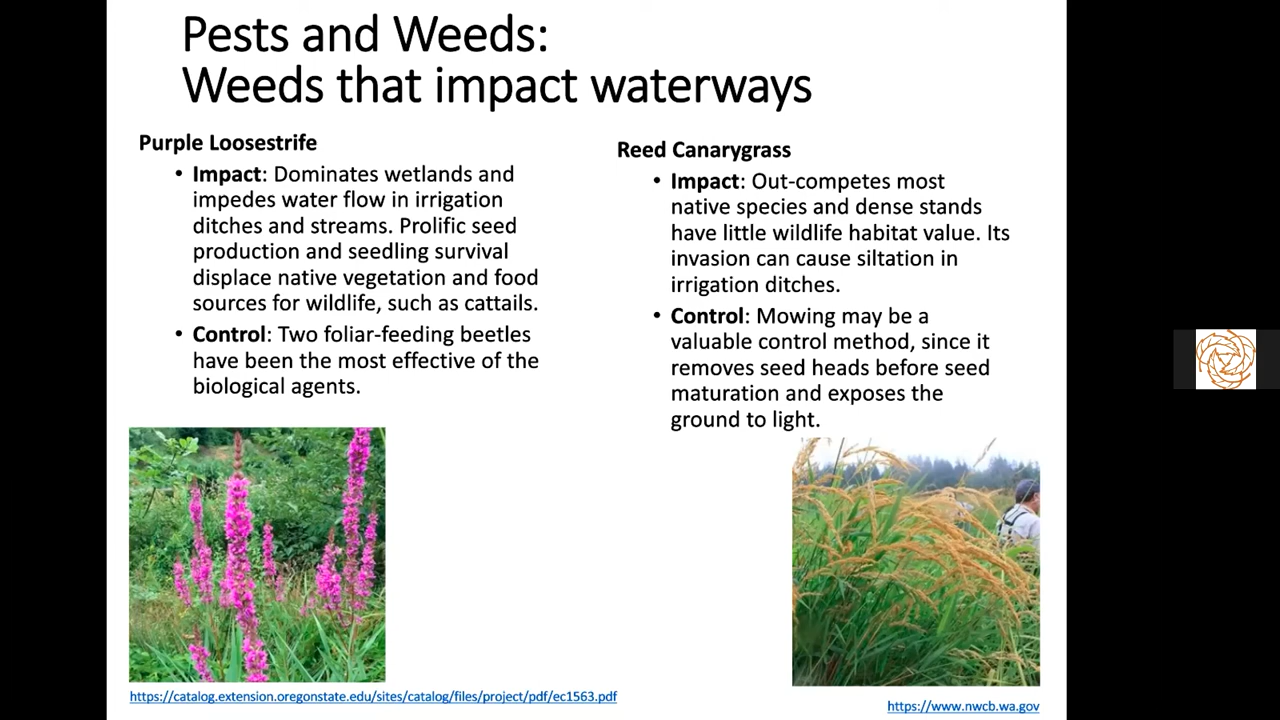 Pests and Weeds:
Weeds that impact waterways
Purple Loosestrife
• Impact: Dominates wetlands and
impedes water flow in irrigation
ditches and streams. Prolific seed
production and seedling survival
displace native vegetation and food
sources for wildlife, such as cattails.
• Control: Two foliar-feeding beetles
have been the most effective of the
biological agents.
https://catalog.extension.oregonstate.edu/sites/catalog/files/project/pdf/ec1563.pdf
Reed Canarygrass
• Impact: Out-competes most
native species and dense stands
have little wildlife habitat value. Its
invasion can cause siltation in
irrigation ditches.
• Control: Mowing may be a
valuable control method, since it
removes seed heads before seed
maturation and exposes the
ground to light.
https://www.nwcb.wa.gov